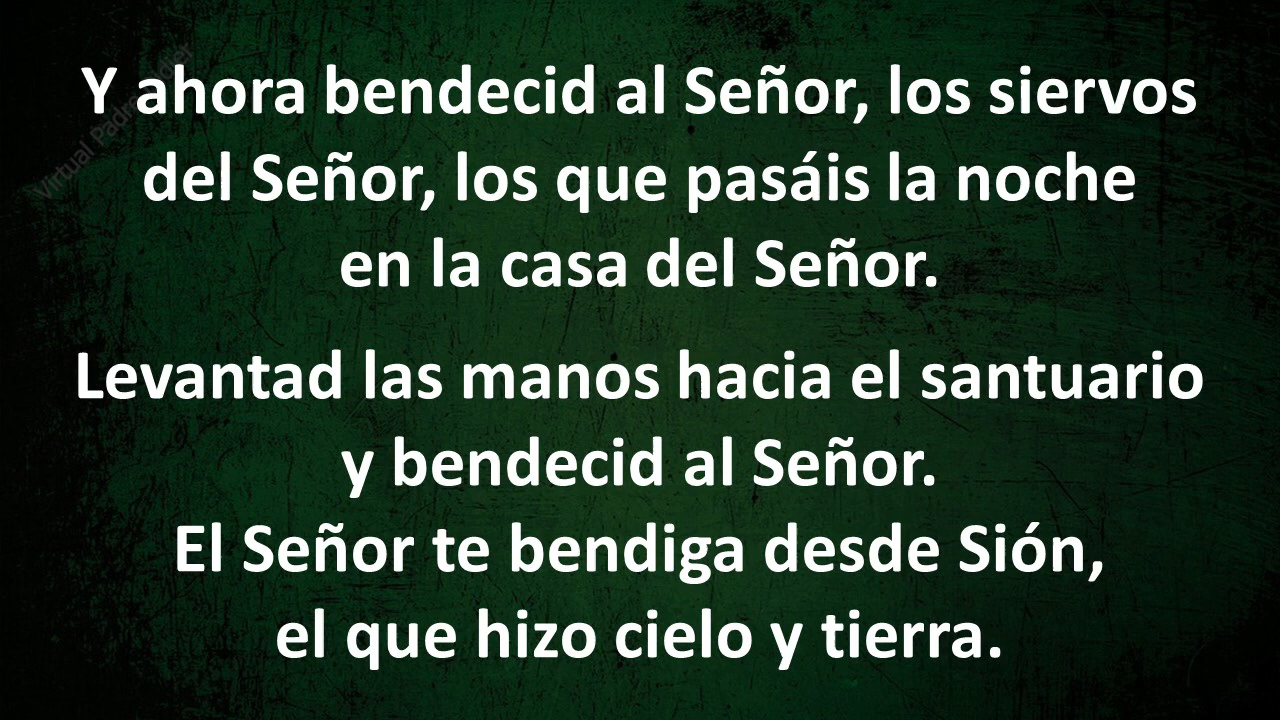 Y ahora bendecid al Señor, los siervos
del Señor, los que pasáis la noche
en la casa del Señor.
Levantad las manos hacia el santuario
y bendecid al Señor.
El Señor te bendiga desde Sión,
el que hizo cielo y tierra.